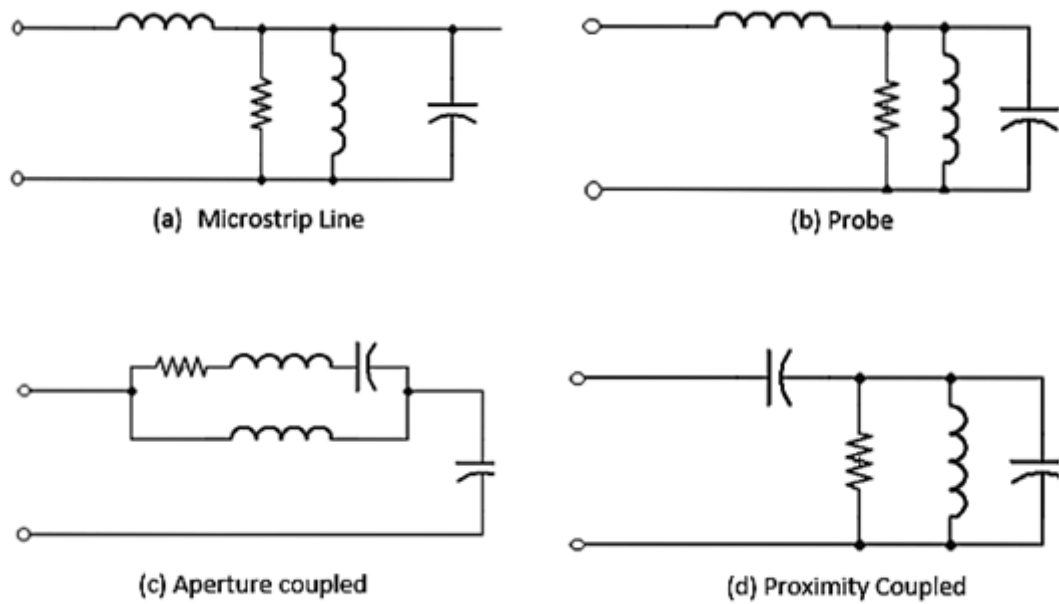 (a) Microstrip Line
(b) Probe
(c) Aperture coupled
(d) Proximity Coupled